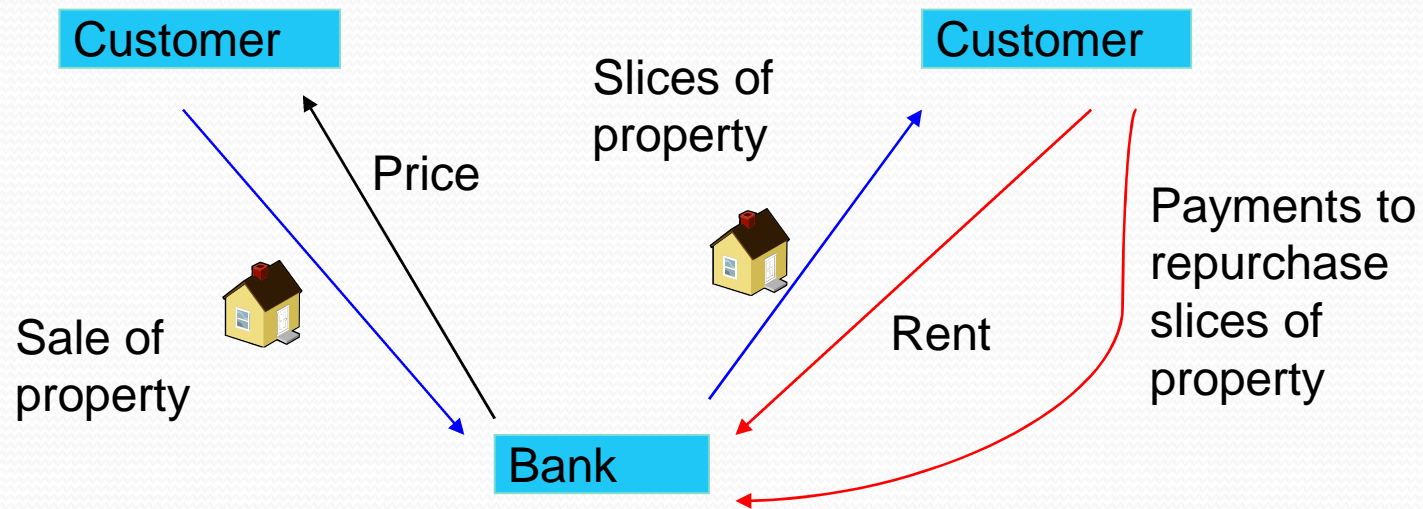 Customer
Customer
Slices of
property
Price
Payments to
repurchase
slices of
property
Sale of
property
Rent
Bank